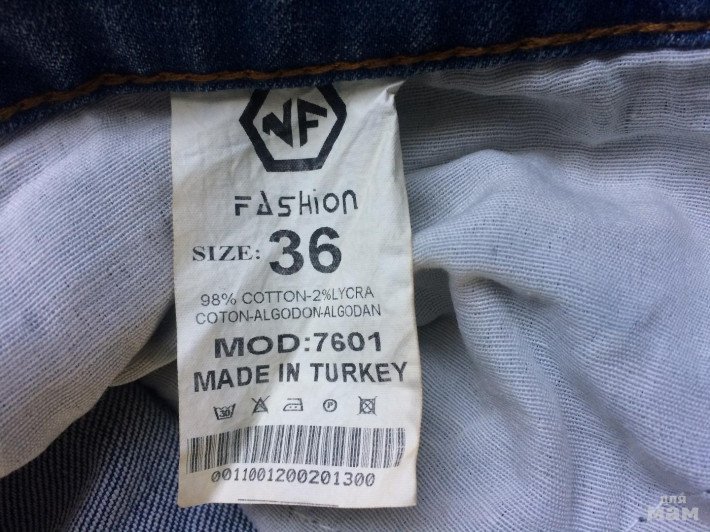 NF
FASHION
SIZE: 36
98% COTTON-2%LYCRA
COTON-ALGODON-ALGODAN
MOD:7601
MADE IN TURKEY
30
P
0011001200201300
для
мам